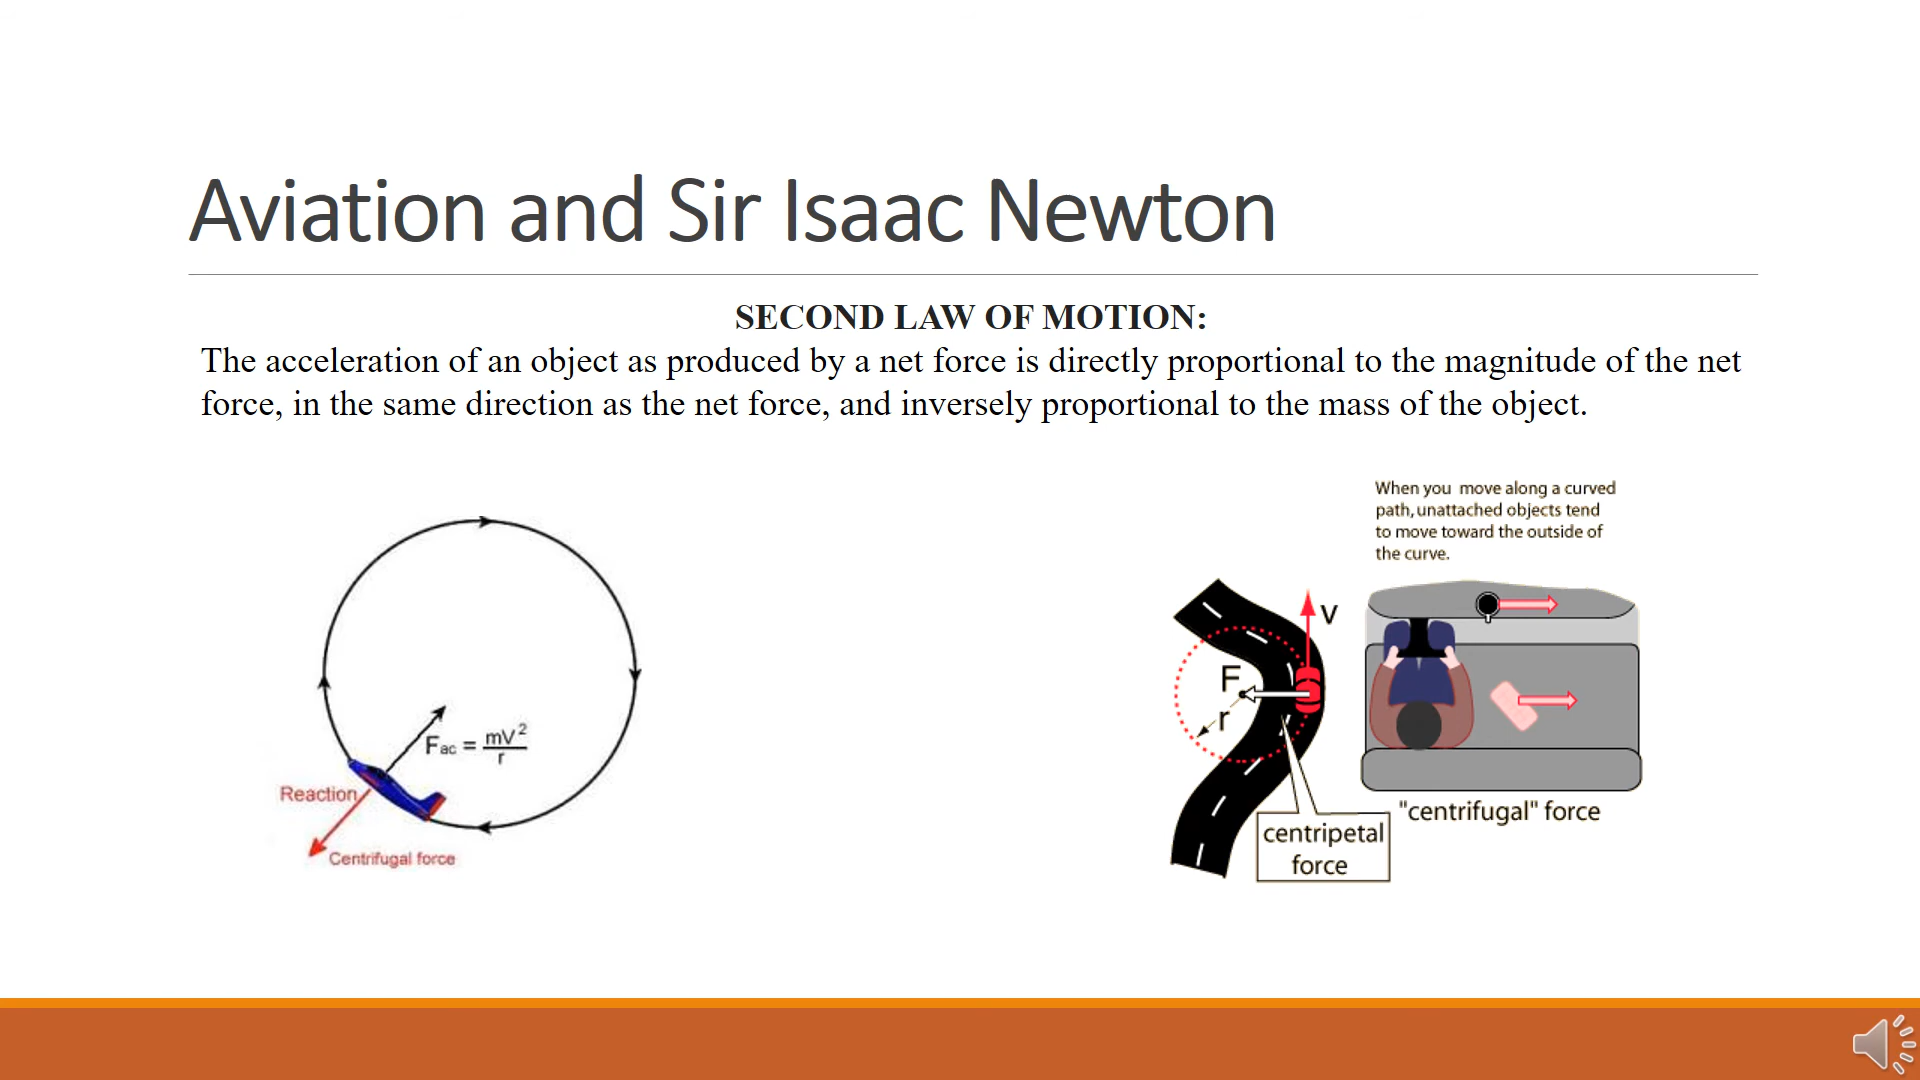 Aviation and Sir Isaac Newton
SECOND LAW OF MOTION:
The acceleration of an object as produced by a net force is directly proportional to the magnitude of the net
force, in the same direction as the net force, and inversely proportional to the mass of the object.
F ac = mV² / r
Reaction
Centrifugal force
When you move along a curved
path, unattached objects tend
to move toward the outside of
the curve.
V
F
r
centripetal
force
"centrifugal" force